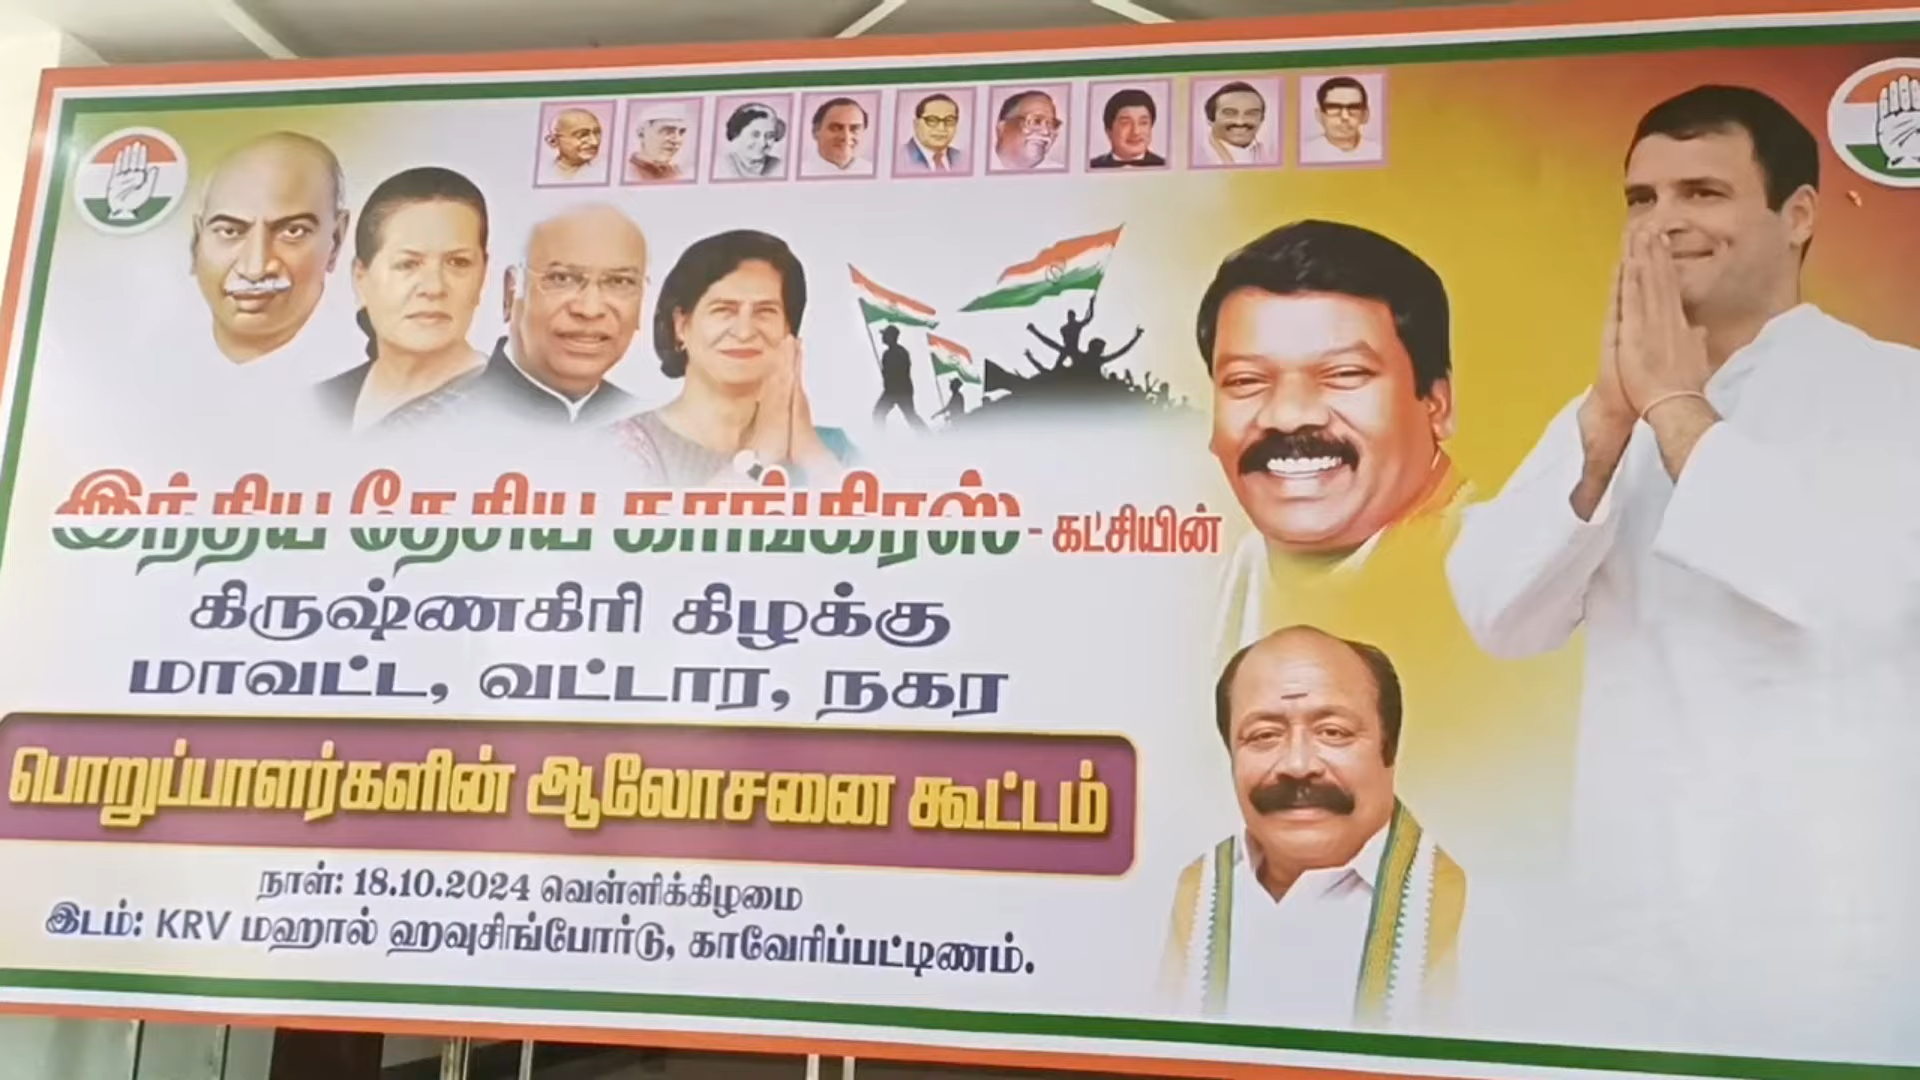 இந்திய தேசிய காங்கிரஸ் - கட்சியின்
கிருஷ்ணகிரி கிழக்கு
மாவட்ட, வட்டார, நகர
பொறுப்பாளர்களின் ஆலோசனை கூட்டம்
நாள்: 18.10.2024 வெள்ளிக்கிழமை
இடம்: KRV மஹால் ஹவுசிங்போர்டு, காவேரிப்பட்டிணம்.